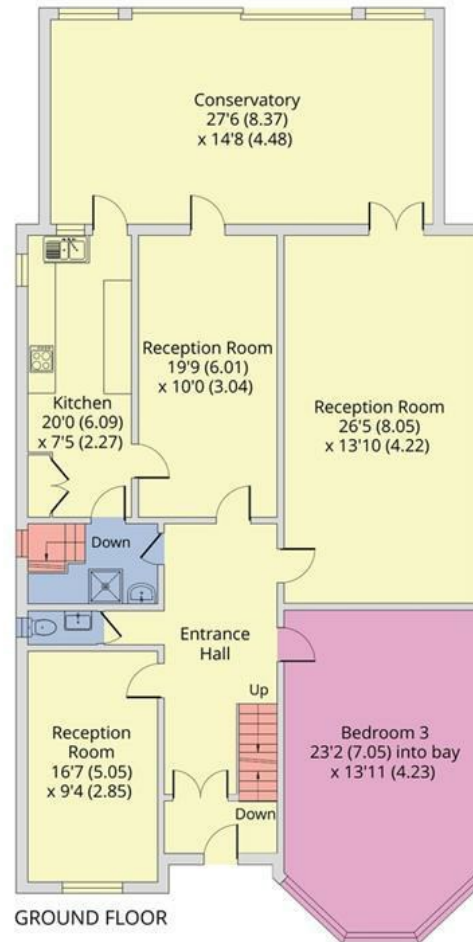 Conservatory
27'6 (8.37)
x 14'8 (4.48)
Reception Room
19'9 (6.01)
x 10'0 (3.04)
Kitchen
20'0 (6.09)
x 7'5 (2.27)
Reception Room
26'5 (8.05)
x 13'10 (4.22)
Down
Entrance
Hall
Up
Reception
Room
16'7 (5.05)
x 9'4 (2.85)
Bedroom 3
23'2 (7.05) into bay
x 13'11 (4.23)
Down
GROUND FLOOR